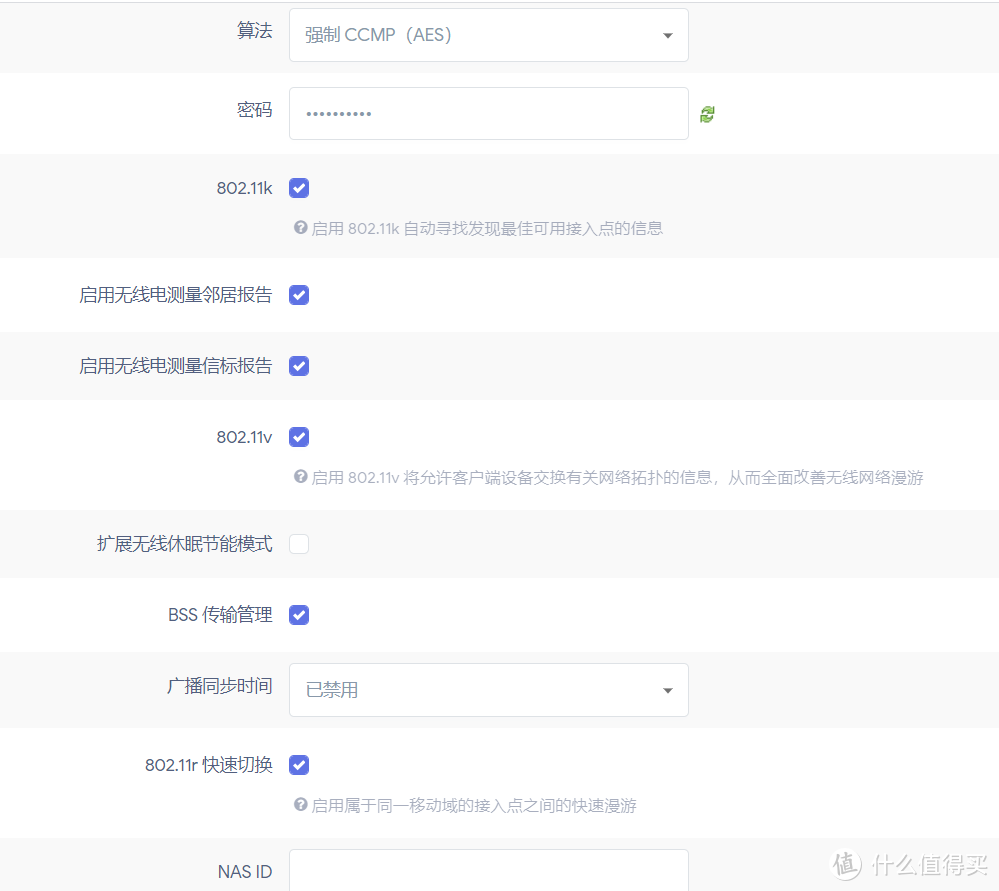 算法
强制 CCMP（AES）
密码
••••••••••
802.11k
启用 802.11k 自动寻找发现最佳可用接入点的信息
启用无线电测量邻居报告
启用无线电测量信标报告
802.11v
启用 802.11v 将允许客户端设备交换有关网络拓扑的信息，从而全面改善无线网络漫游
扩展无线休眠节能模式
BSS 传输管理
广播同步时间
已禁用
802.11r 快速切换
启用属于同一移动域的接入点之间的快速漫游
NAS ID
值 什么值得买